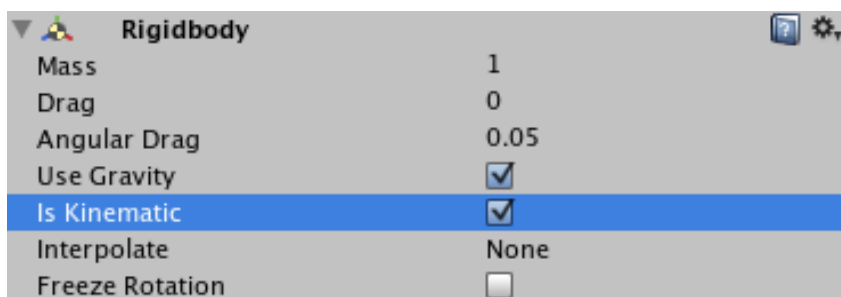 Rigidbody
Mass 1
Drag 0
Angular Drag 0.05
Use Gravity
Is Kinematic
Interpolate None
Freeze Rotation